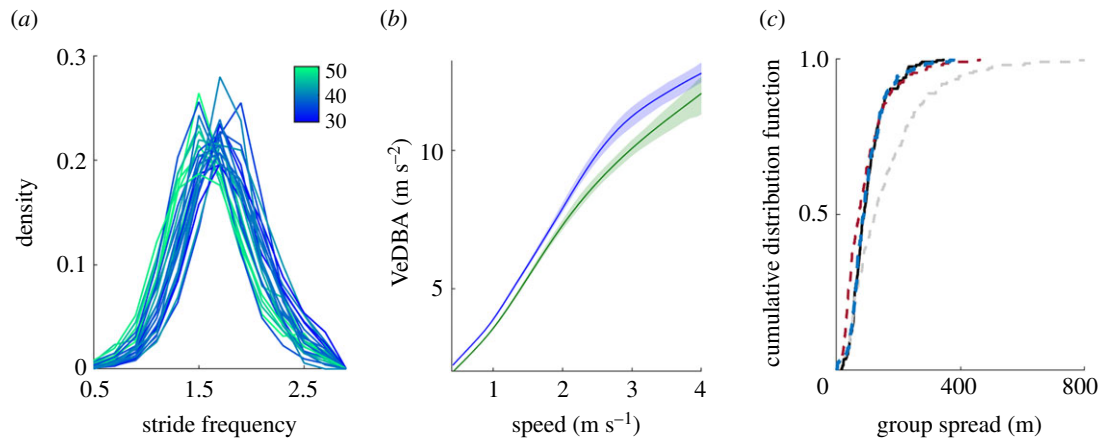 (a)
0.3
0.2
0.1
0
density
50
40
30
0.5
1.5
2.5
stride frequency
(b)
10
5
VeDBA (m s⁻²)
1
2
3
4
speed (m s⁻¹)
(c)
1.0
0.5
cumulative distribution function
0
400
800
group spread (m)